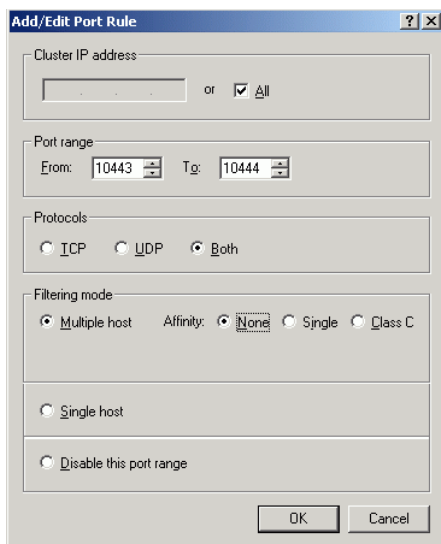 Add/Edit Port Rule
Cluster IP address
or All
Port range
From: 10443 To: 10444
Protocols
TCP UDP Both
Filtering mode
Multiple host Affinity: None Single Class C
Single host
Disable this port range
OK Cancel